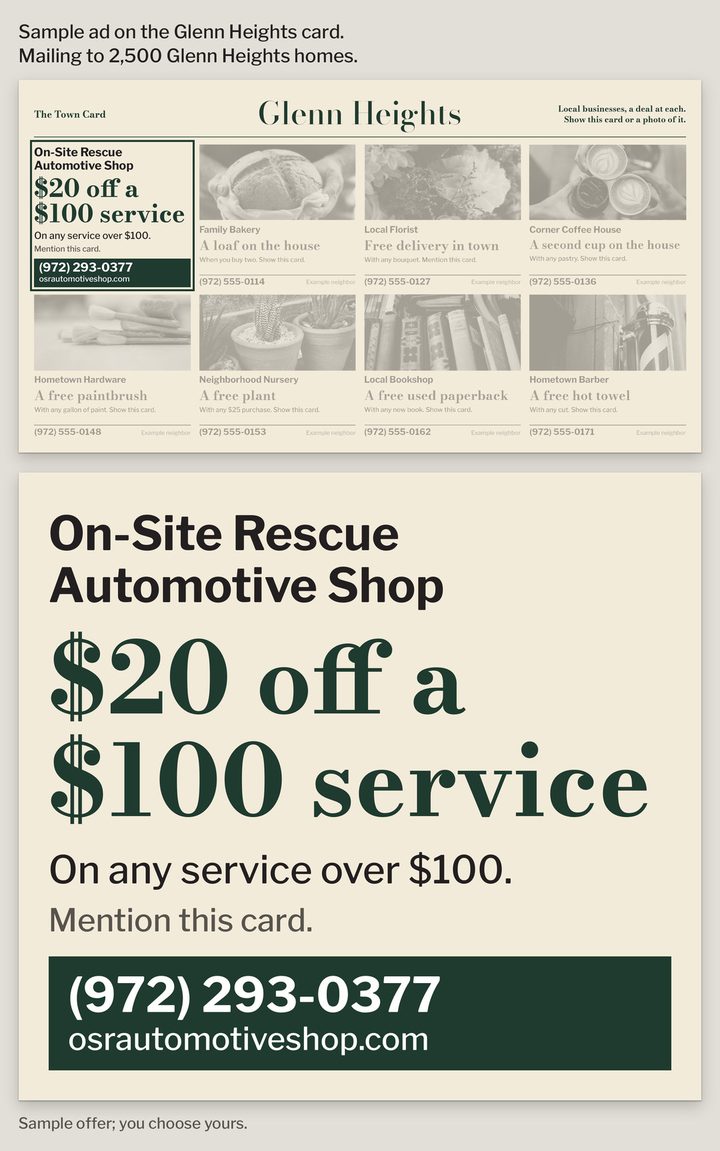 Sample ad on the Glenn Heights card.
Mailing to 2,500 Glenn Heights homes.
The Town Card
Glenn Heights
Local businesses, a deal at each.
Show this card or a photo of it.
On-Site Rescue
Automotive Shop
$20 off a
$100 service
On any service over $100.
Mention this card.
(972) 293-0377
osrautomotiveshop.com
Family Bakery
A loaf on the house
When you buy two. Show this card.
(972) 555-0114
Example neighbor
Local Florist
Free delivery in town
With any bouquet. Mention this card.
(972) 555-0127
Example neighbor
Corner Coffee House
A second cup on the house
With any pastry. Show this card.
(972) 555-0136
Example neighbor
Hometown Hardware
A free paintbrush
With any gallon of paint. Show this card.
(972) 555-0148
Example neighbor
Neighborhood Nursery
A free plant
With any $25 purchase. Show this card.
(972) 555-0153
Example neighbor
Local Bookshop
A free used paperback
With any new book. Show this card.
(972) 555-0162
Example neighbor
Hometown Barber
A free hot towel
With any cut. Show this card.
(972) 555-0171
Example neighbor
On-Site Rescue
Automotive Shop
$20 off a
$100 service
On any service over $100.
Mention this card.
(972) 293-0377
osrautomotiveshop.com
Sample offer; you choose yours.